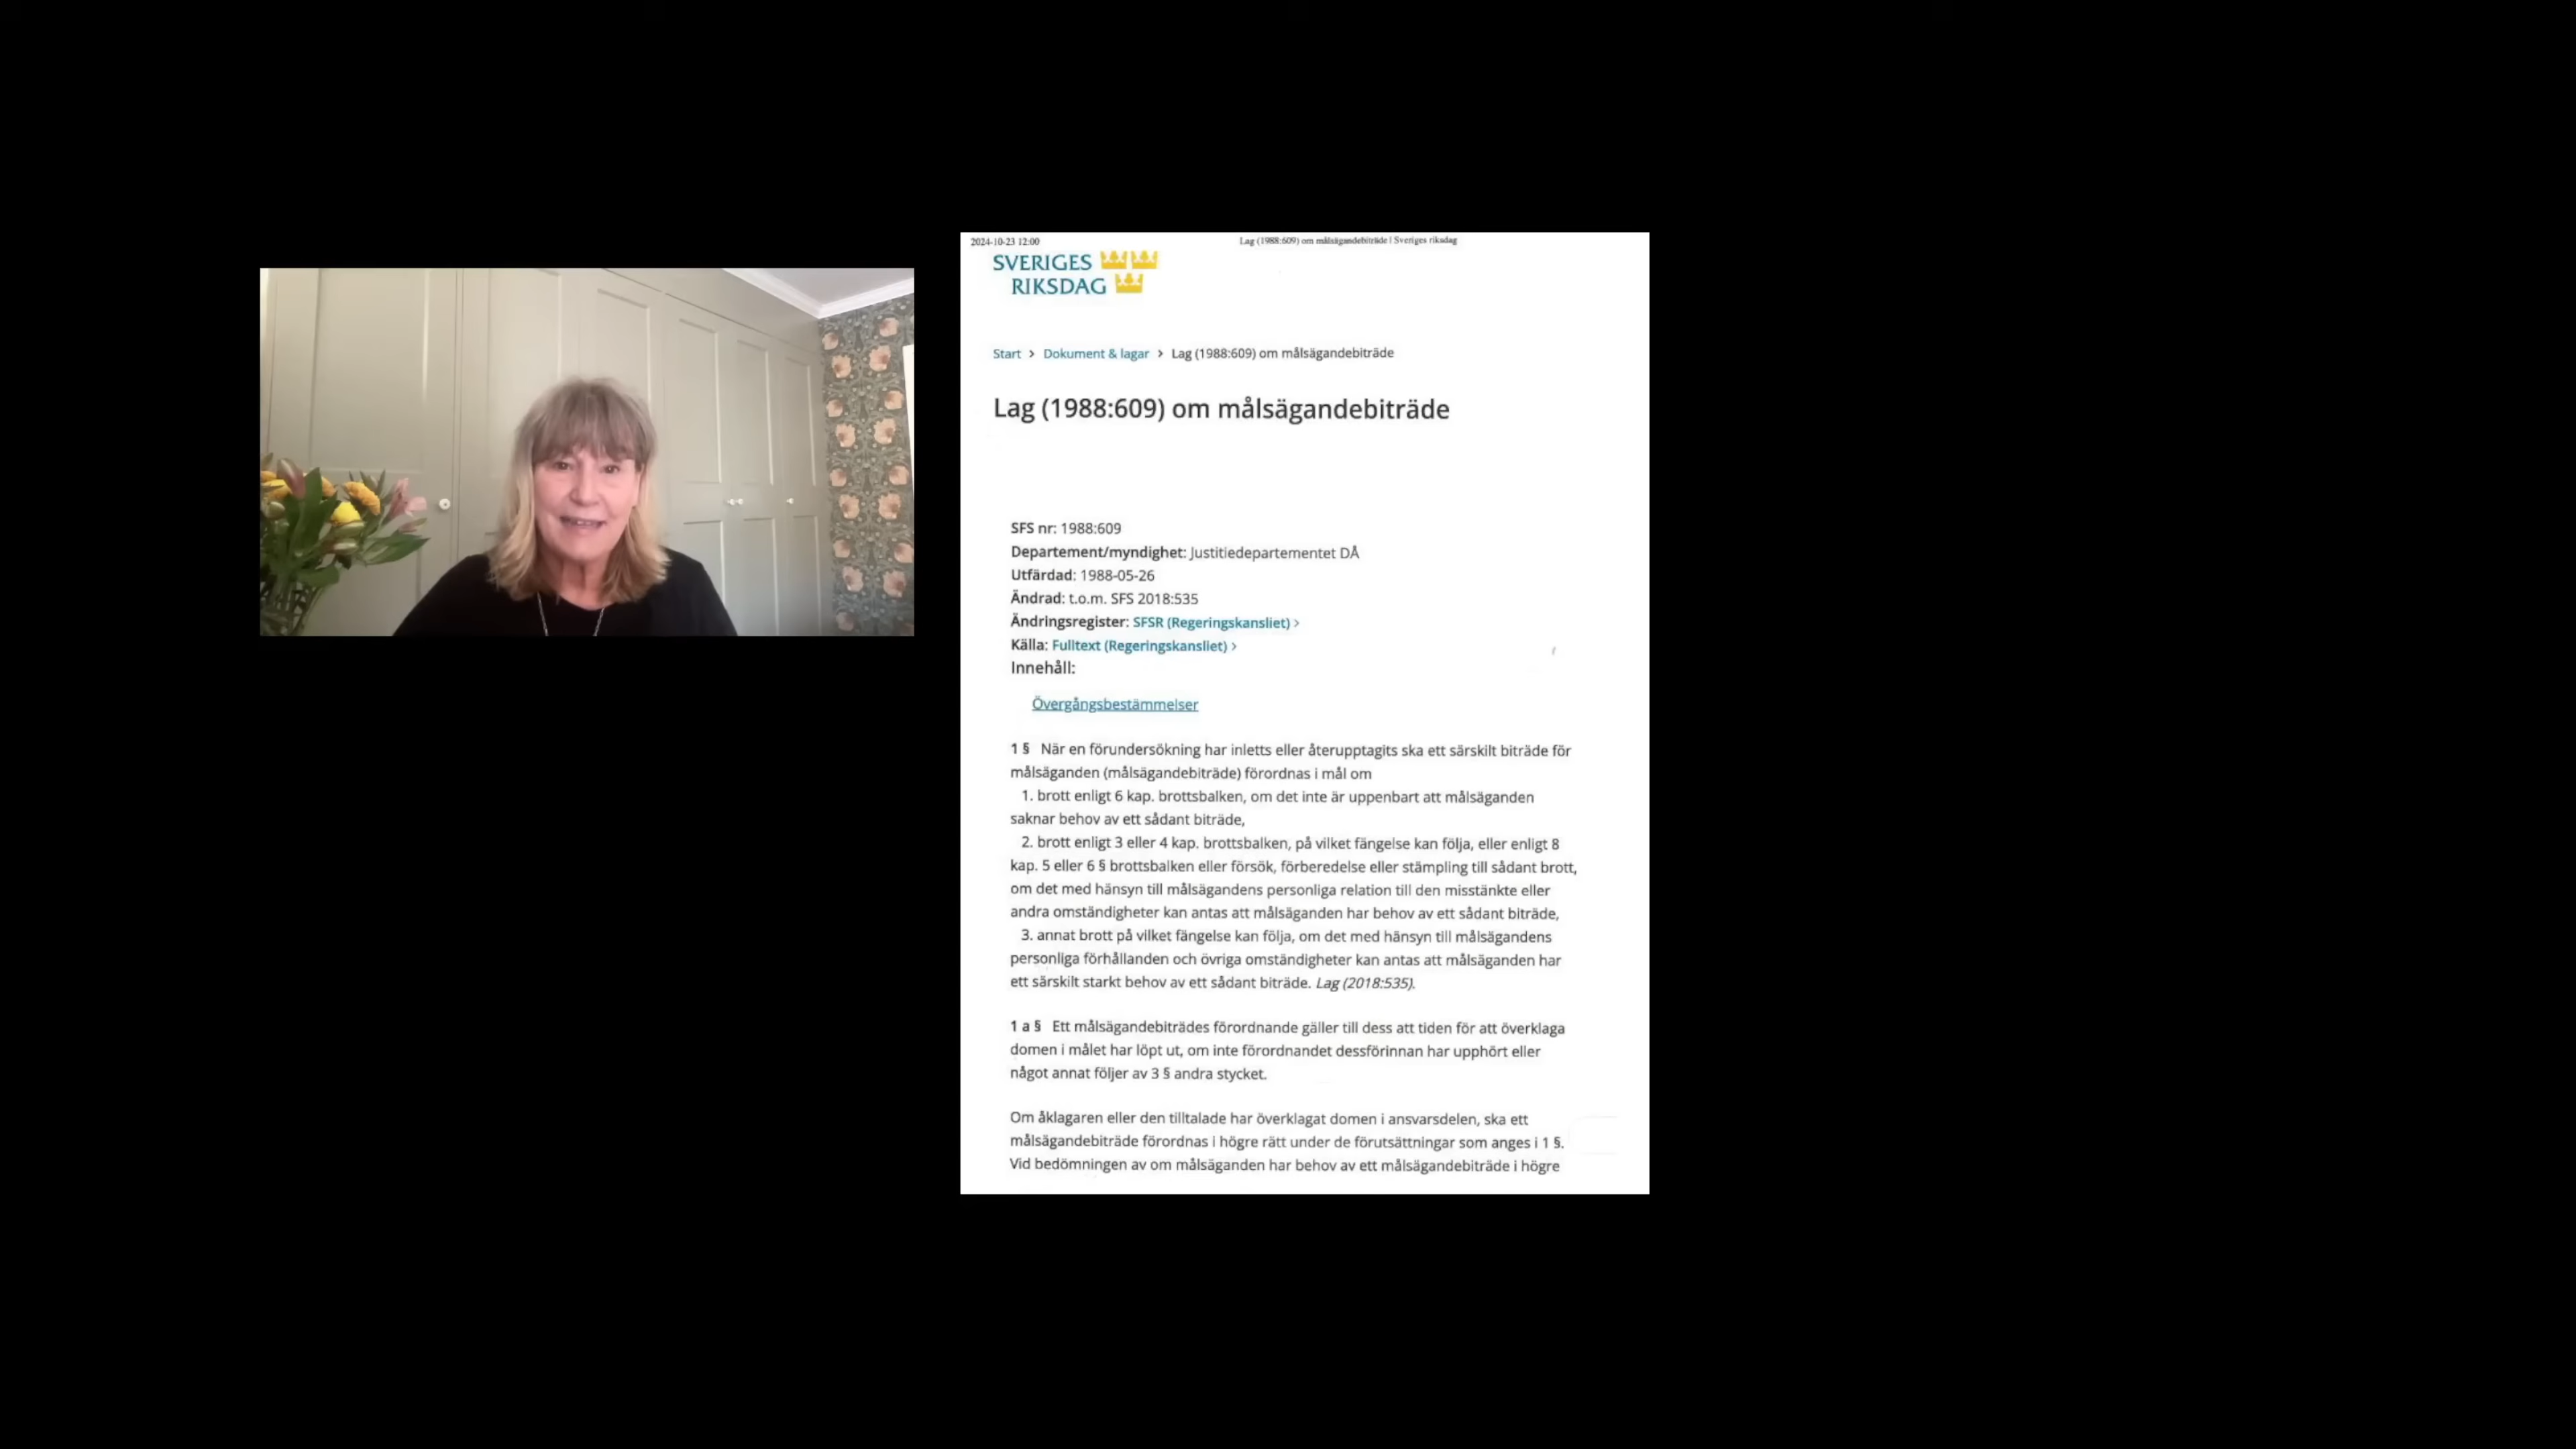 2024-10-23 12:00
Lag (1988:609) om målsägandebiträde | Sveriges riksdag
SVERIGES
RIKSDAG
Start > Dokument & lagar > Lag (1988:609) om målsägandebiträde
Lag (1988:609) om målsägandebiträde
SFS nr: 1988:609
Departement/myndighet: Justitiedepartementet DÅ
Utfärdad: 1988-05-26
Ändrad: t.o.m. SFS 2018:535
Ändringsregister: SFSR (Regeringskansliet) >
Källa: Fulltext (Regeringskansliet) >
Innehåll:
Övergångsbestämmelser
1 § När en förundersökning har inletts eller återupptagits ska ett särskilt biträde för
målsäganden (målsägandebiträde) förordnas i mål om
1. brott enligt 6 kap. brottsbalken, om det inte är uppenbart att målsäganden
saknar behov av ett sådant biträde,
2. brott enligt 3 eller 4 kap. brottsbalken, på vilket fängelse kan följa, eller enligt 8
kap. 5 eller 6 § brottsbalken eller försök, förberedelse eller stämpling till sådant brott,
om det med hänsyn till målsägandens personliga relation till den misstänkte eller
andra omständigheter kan antas att målsäganden har behov av ett sådant biträde,
3. annat brott på vilket fängelse kan följa, om det med hänsyn till målsägandens
personliga förhållanden och övriga omständigheter kan antas att målsäganden har
ett särskilt starkt behov av ett sådant biträde. Lag (2018:535).
1 a § Ett målsägandebiträdes förordnande gäller till dess att tiden för att överklaga
domen i målet har löpt ut, om inte förordnandet dessförinnan har upphört eller
något annat följer av 3 § andra stycket.
Om åklagaren eller den tilltalade har överklagat domen i ansvarsdelen, ska ett
målsägandebiträde förordnas i högre rätt under de förutsättningar som anges i 1 §.
Vid bedömningen av om målsäganden har behov av ett målsägandebiträde i högre